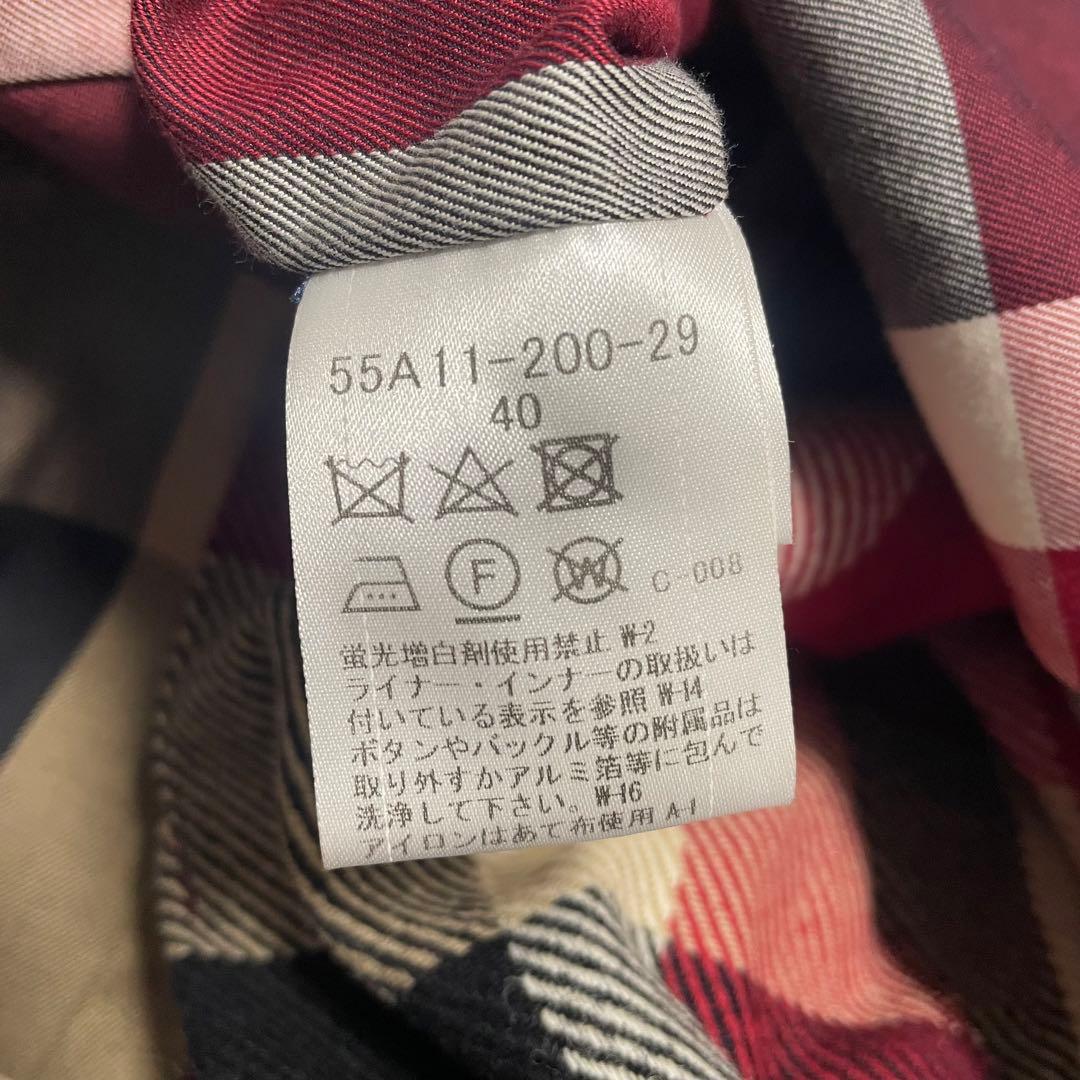 55A11-200-29
40
F W C-008
蛍光増白剤使用禁止 W-2
ライナー・インナーの取扱いは
付いている表示を参照 W-14
ボタンやバックル等の附属品は
取り外すかアルミ箔等に包んで
洗浄して下さい。W-16
アイロンはあて布使用 A-1